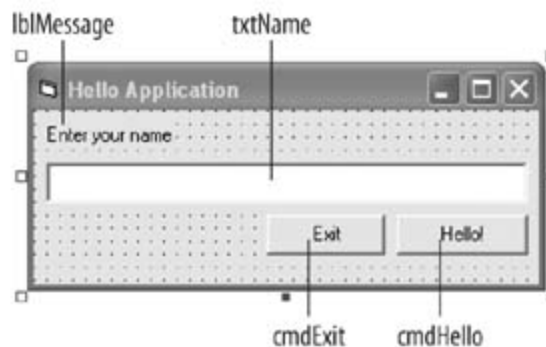 lblMessage
txtName
Hello Application
Enter your name
Exit
Hello!
cmdExit
cmdHello